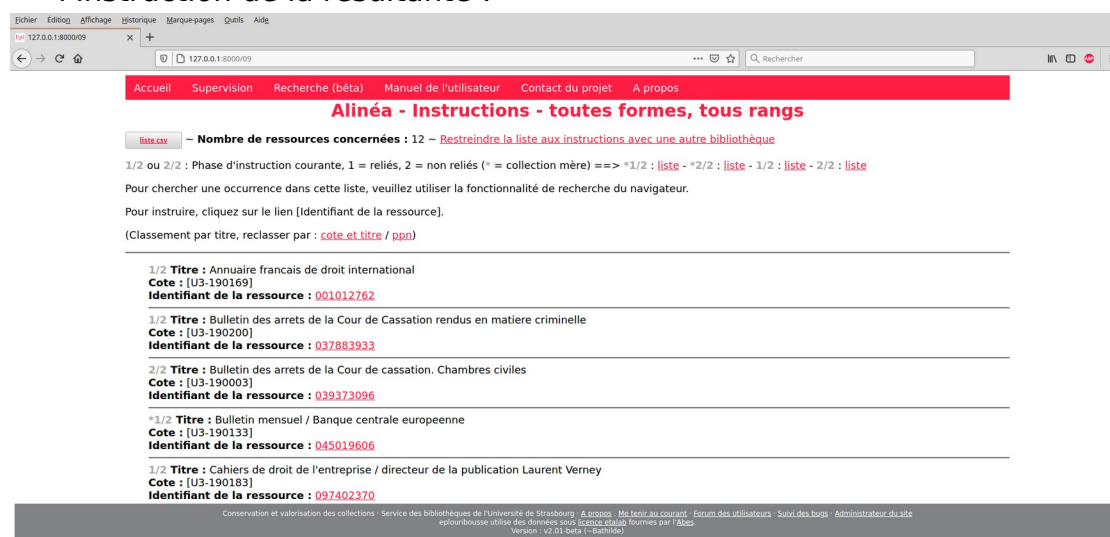 l'instruction de la résultante :
Fichier Édition Affichage Historique Marque-pages Outils Aide
Epl 127.0.0.1:8000/09 × +
127.0.0.1:8000/09 ··· Rechercher ABP
Accueil Supervision Recherche (bêta) Manuel de l'utilisateur Contact du projet A propos
Alinéa - Instructions - toutes formes, tous rangs
liste csv ~ Nombre de ressources concernées : 12 ~ Restreindre la liste aux instructions avec une autre bibliothèque
1/2 ou 2/2 : Phase d'instruction courante, 1 = reliés, 2 = non reliés (* = collection mère) ==> *1/2 : liste - *2/2 : liste - 1/2 : liste - 2/2 : liste
Pour chercher une occurrence dans cette liste, veuillez utiliser la fonctionnalité de recherche du navigateur.
Pour instruire, cliquez sur le lien [Identifiant de la ressource].
(Classement par titre, reclasser par : cote et titre / ppn)
1/2 Titre : Annuaire francais de droit international
Cote : [U3-190169]
Identifiant de la ressource : 001012762
1/2 Titre : Bulletin des arrets de la Cour de Cassation rendus en matiere criminelle
Cote : [U3-190200]
Identifiant de la ressource : 037883933
2/2 Titre : Bulletin des arrets de la Cour de cassation. Chambres civiles
Cote : [U3-190003]
Identifiant de la ressource : 039373096
*1/2 Titre : Bulletin mensuel / Banque centrale europeenne
Cote : [U3-190133]
Identifiant de la ressource : 045019606
1/2 Titre : Cahiers de droit de l'entreprise / directeur de la publication Laurent Verney
Cote : [U3-190183]
Identifiant de la ressource : 097402370
Conservation et valorisation des collections · Service des bibliothèques de l'Université de Strasbourg · A propos . Me tenir au courant · Forum des utilisateurs · Suivi des bugs · Administrateur du site
eplouribousse utilise des données sous licence etalab fournies par l'Abes.
Version : v2.01-beta (~Bathilde)